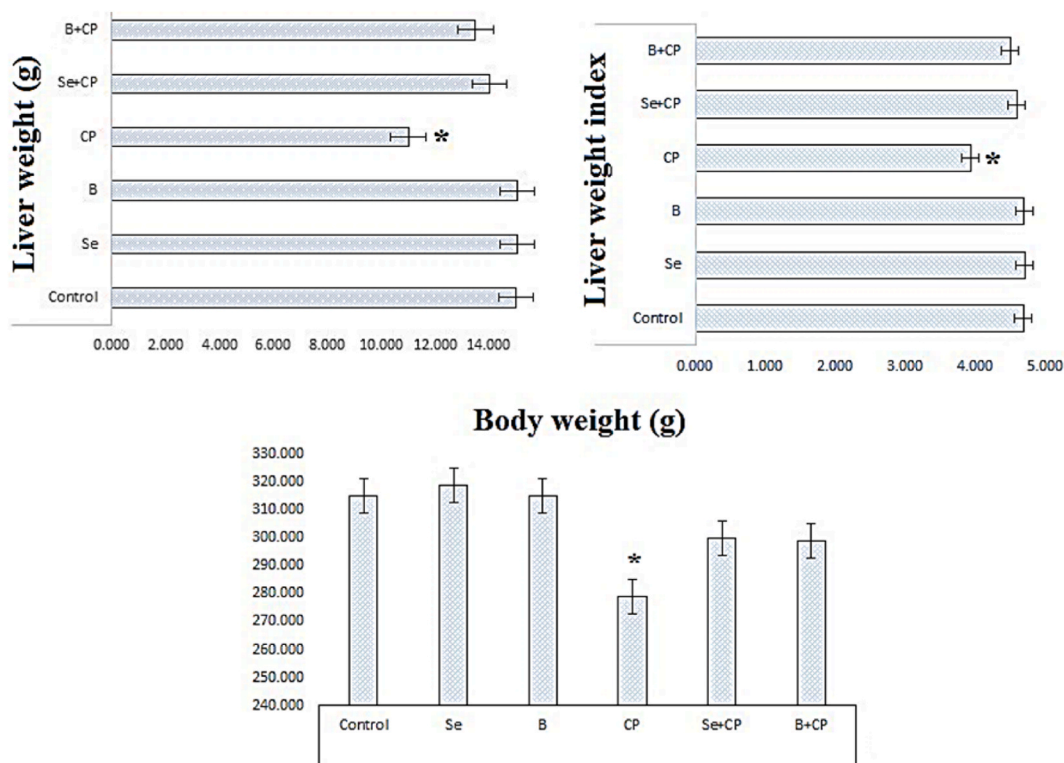 Liver weight (g)
B+CP
Se+CP
CP
*
B
Se
Control
0.000 2.000 4.000 6.000 8.000 10.000 12.000 14.000
Liver weight index
B+CP
Se+CP
CP
*
B
Se
Control
0.000 1.000 2.000 3.000 4.000 5.000
Body weight (g)
330.000
320.000
310.000
300.000
290.000
280.000
270.000
260.000
250.000
240.000
*
Control Se B CP Se+CP B+CP